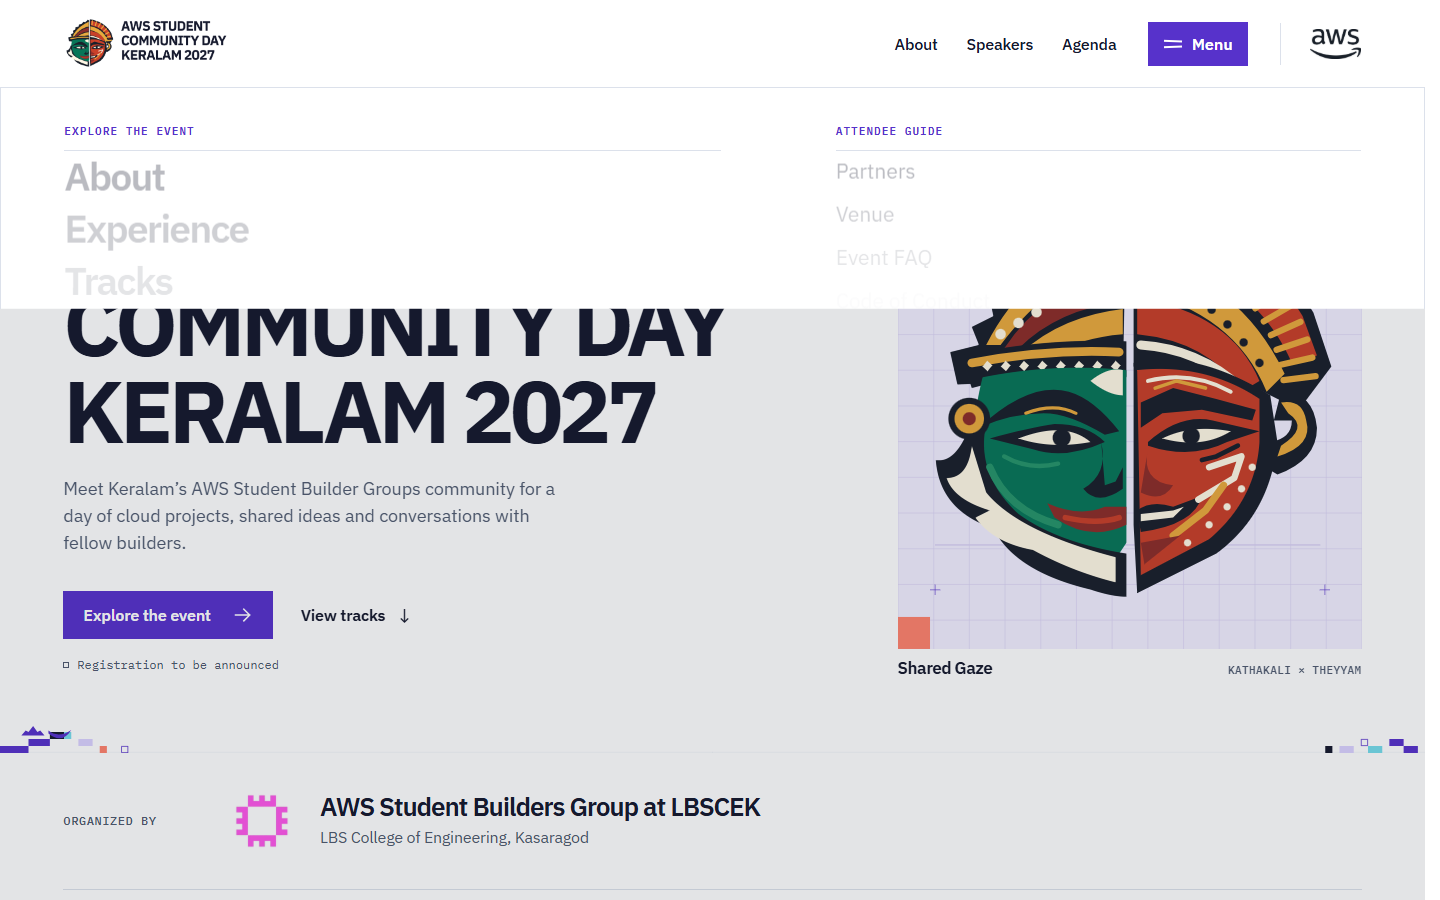 AWS STUDENT
COMMUNITY DAY
KERALAM 2027
About
Speakers
Agenda
Menu
aws
EXPLORE THE EVENT
About
Experience
Tracks
ATTENDEE GUIDE
Partners
Venue
Event FAQ
Code of Conduct
COMMUNITY DAY
KERALAM 2027
Meet Keralam’s AWS Student Builder Groups community for a
day of cloud projects, shared ideas and conversations with
fellow builders.
Explore the event →
View tracks ↓
Registration to be announced
Shared Gaze
KATHAKALI × THEYYAM
ORGANIZED BY
AWS Student Builders Group at LBSCEK
LBS College of Engineering, Kasaragod